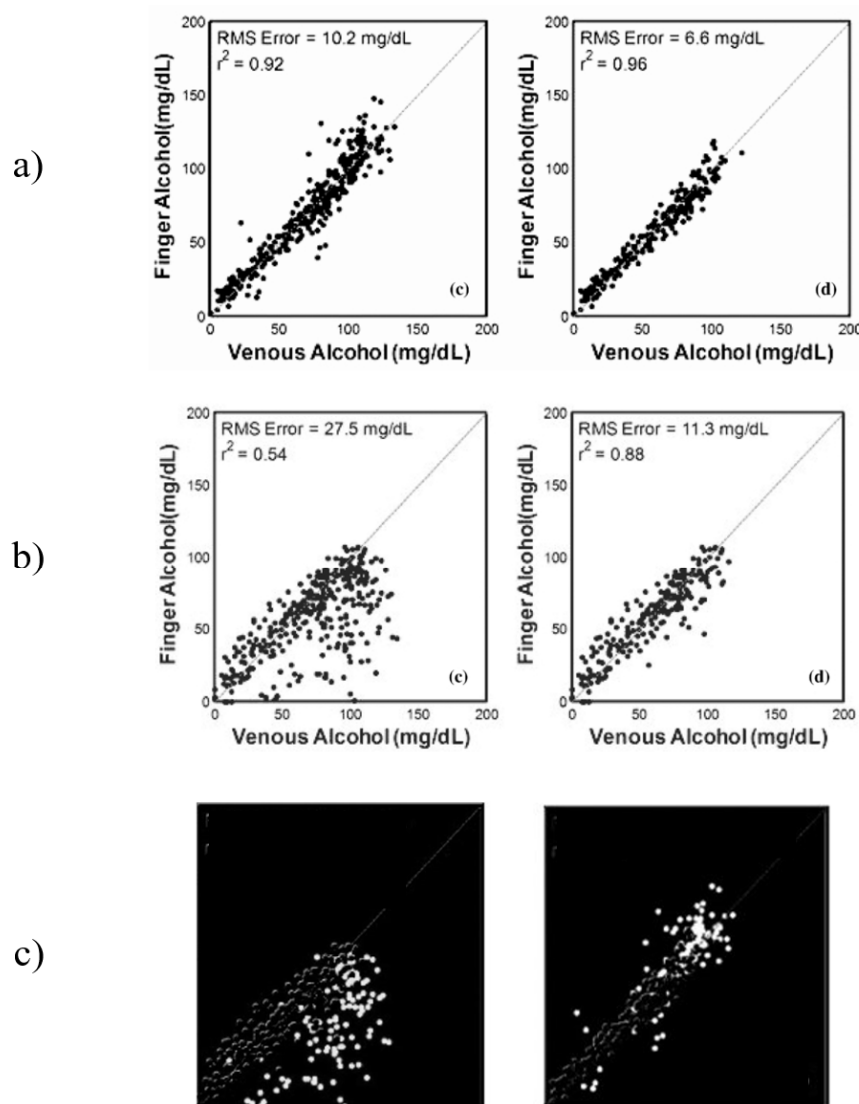 a)
RMS Error = 10.2 mg/dL
r² = 0.92
Finger Alcohol(mg/dL)
200
150
100
50
0
(c)
0 50 100 150 200
Venous Alcohol (mg/dL)
RMS Error = 6.6 mg/dL
r² = 0.96
Finger Alcohol(mg/dL)
200
150
100
50
0
(d)
0 50 100 150 200
Venous Alcohol (mg/dL)
b)
RMS Error = 27.5 mg/dL
r² = 0.54
Finger Alcohol(mg/dL)
200
150
100
50
0
(c)
0 50 100 150 200
Venous Alcohol (mg/dL)
RMS Error = 11.3 mg/dL
r² = 0.88
Finger Alcohol(mg/dL)
200
150
100
50
0
(d)
0 50 100 150 200
Venous Alcohol (mg/dL)
c)